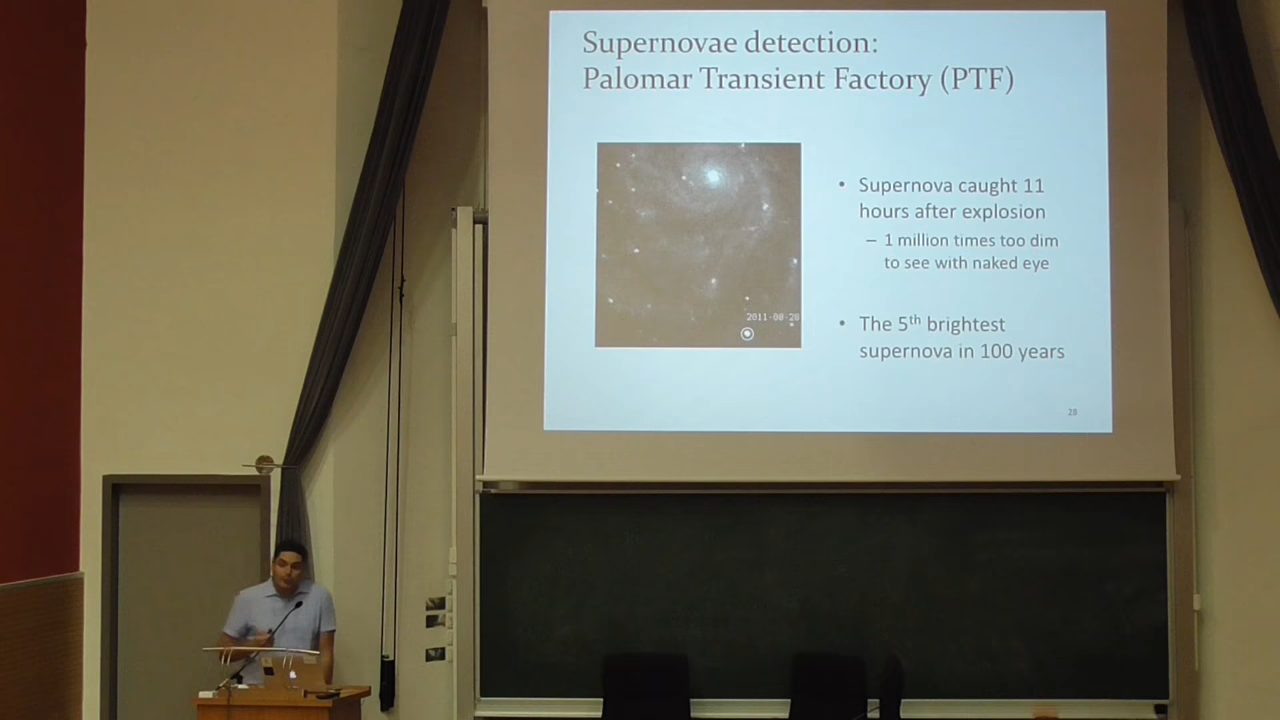 Supernovae detection:
Palomar Transient Factory (PTF)
• Supernova caught 11
hours after explosion
– 1 million times too dim
to see with naked eye
2011-08-28
• The 5th brightest
supernova in 100 years
28